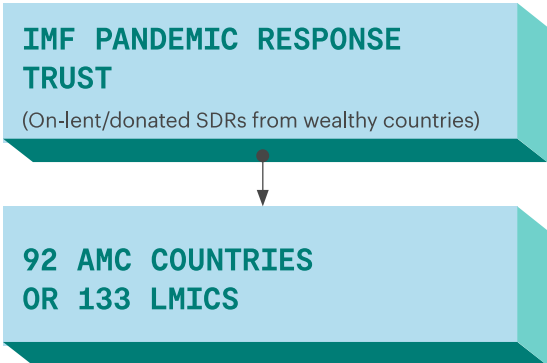 IMF PANDEMIC RESPONSE
TRUST
(On-lent/donated SDRs from wealthy countries)
92 AMC COUNTRIES
OR 133 LMICS